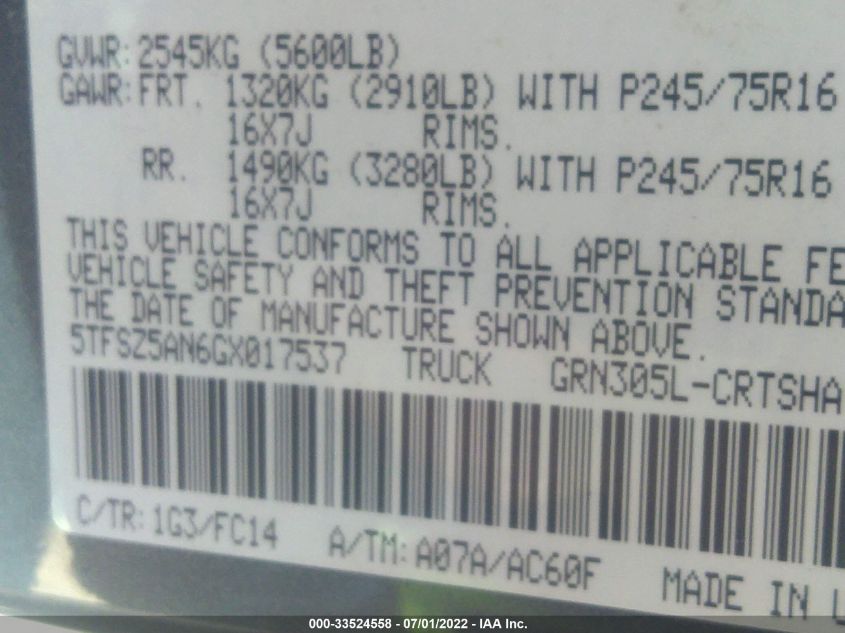 GVWR: 2545KG (5600LB)
GAWR: FRT. 1320KG (2910LB) WITH P245/75R16
16X7J RIMS.
RR. 1490KG (3280LB) WITH P245/75R16
16X7J RIMS.
THIS VEHICLE CONFORMS TO ALL APPLICABLE FE
VEHICLE SAFETY AND THEFT PREVENTION STANDA
THE DATE OF MANUFACTURE SHOWN ABOVE.
5TFSZ5AN6GX017537 TRUCK GRN305L-CRTSHA
C/TR: 1G3/FC14 A/TM: A07A/AC60F MADE IN
000-33524558 - 07/01/2022 - IAA Inc.